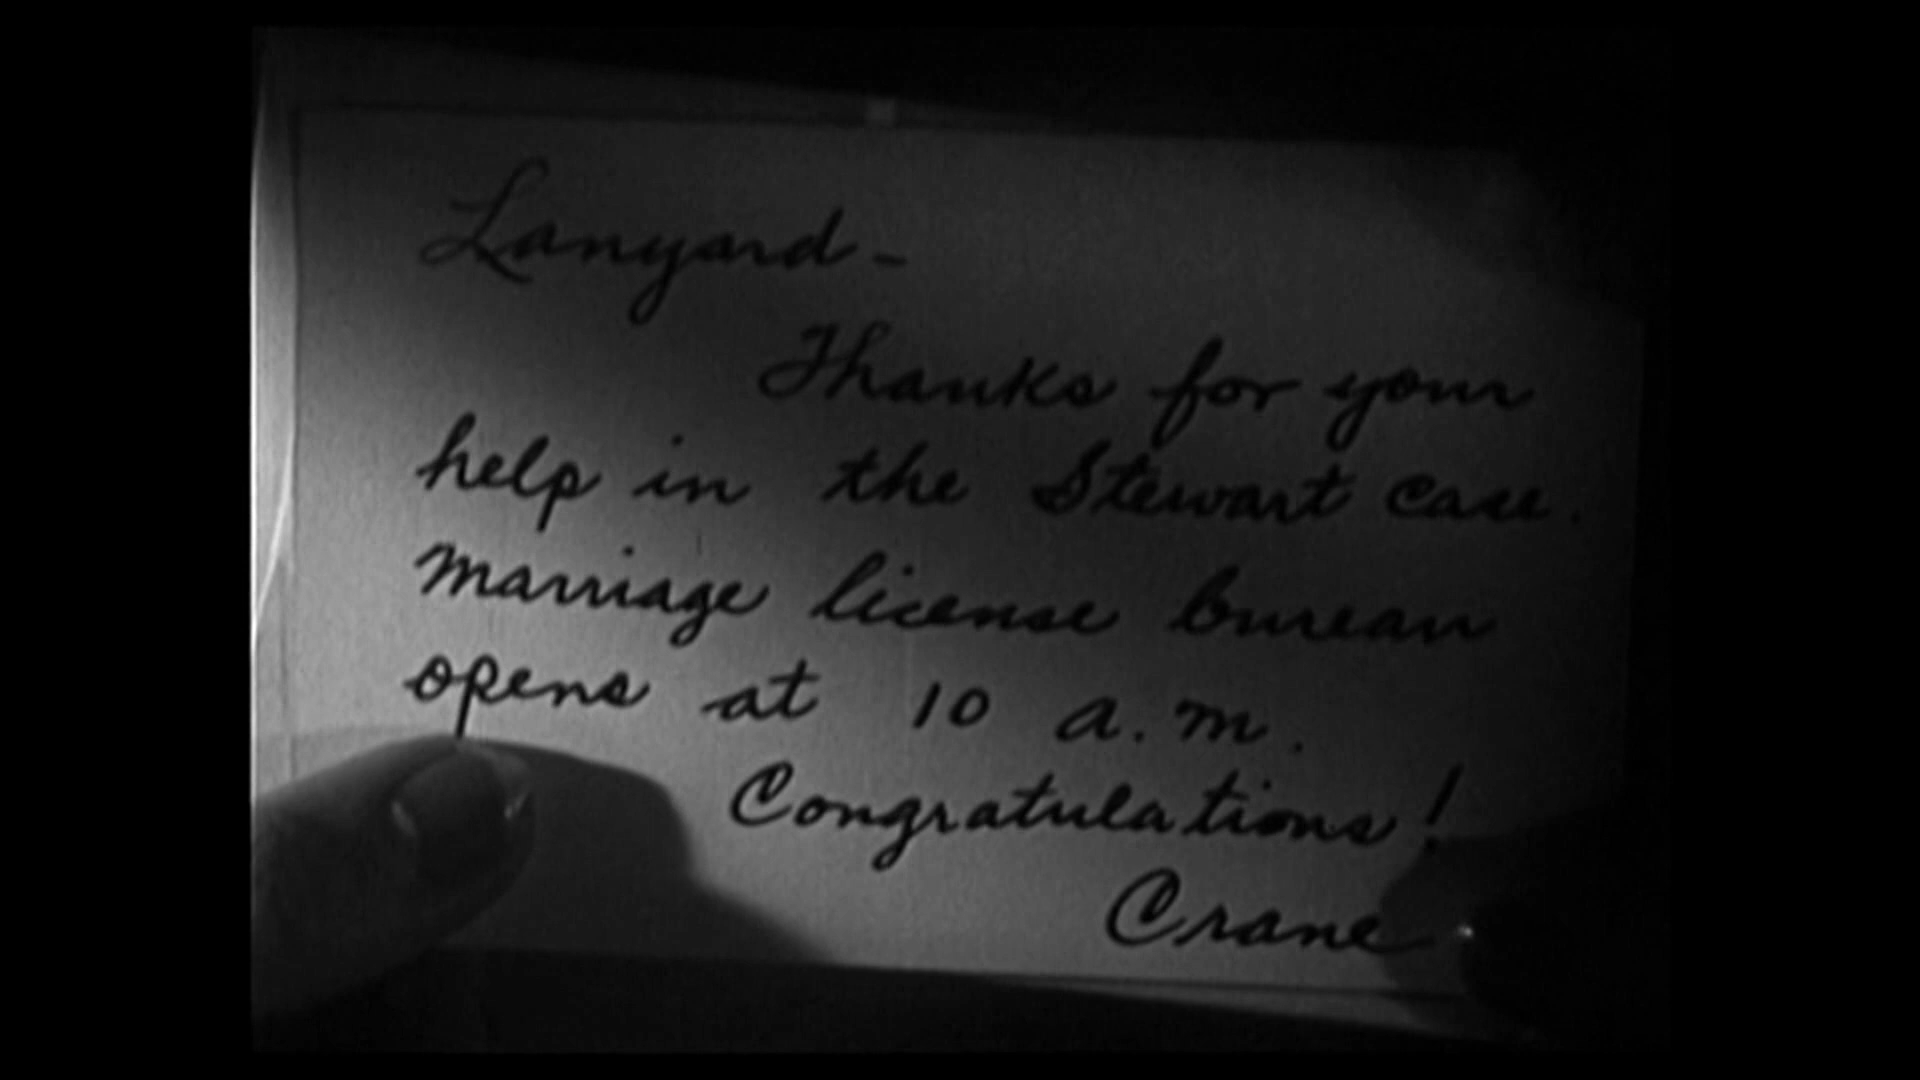 Lanyard -
Thanks for your
help in the Stewart case.
Marriage license bureau
opens at 10 a.m.
Congratulations!
Crane